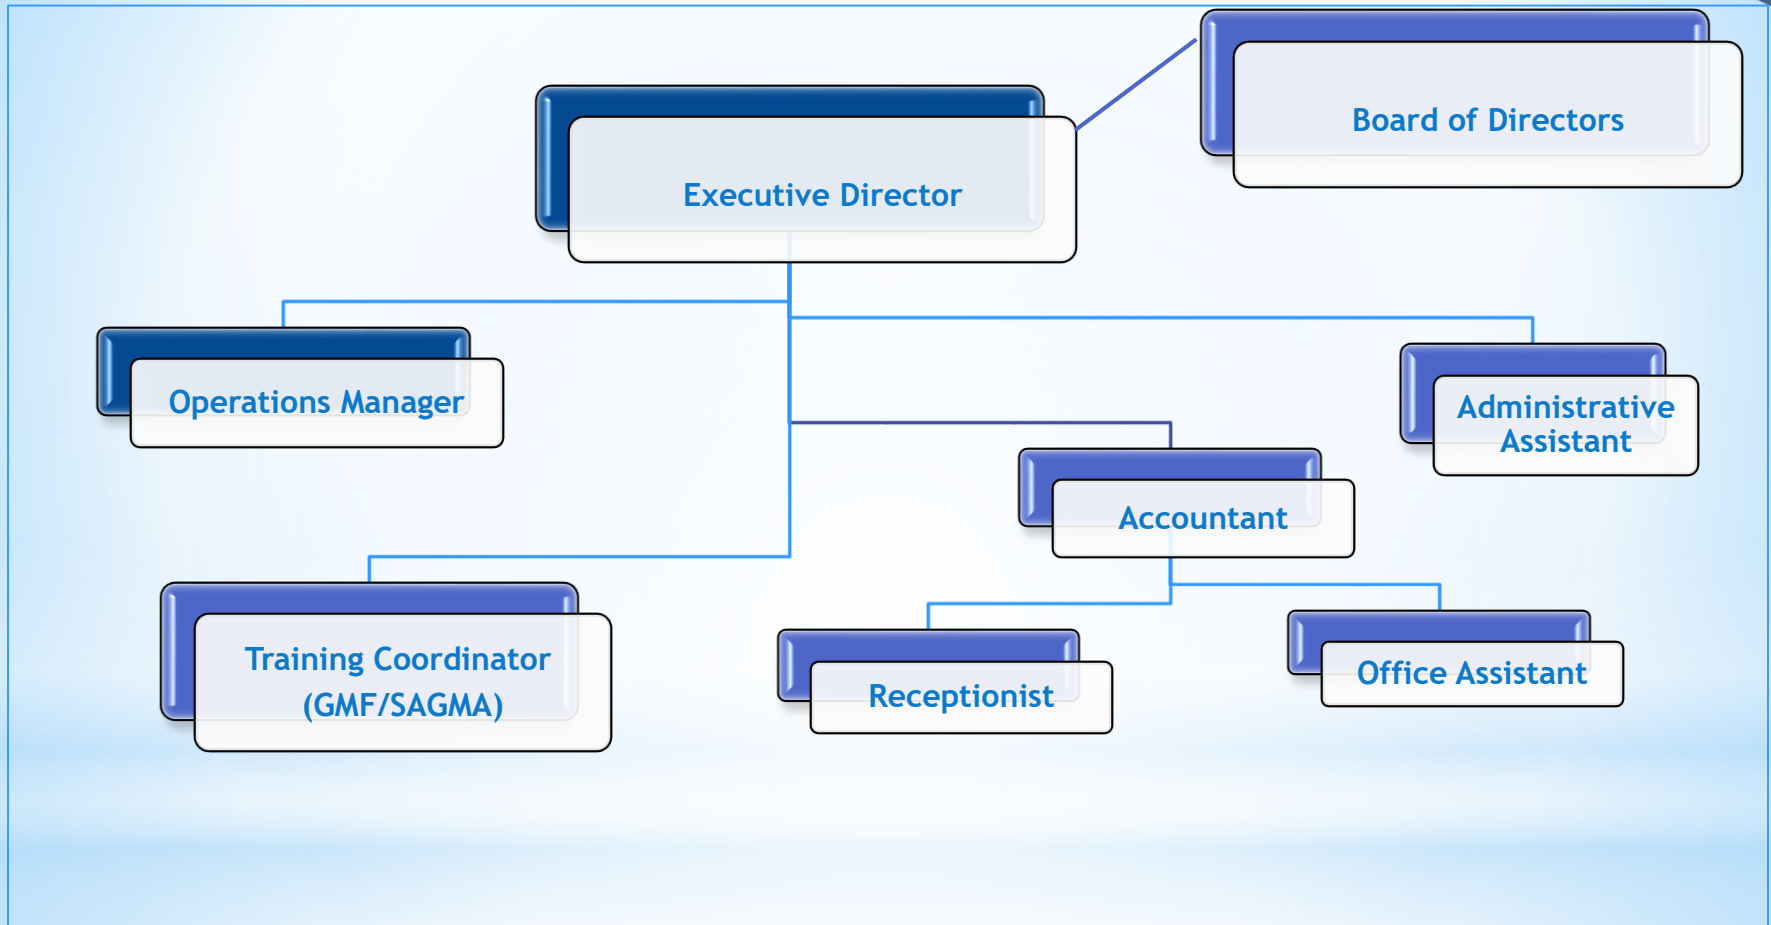 Board of Directors
Executive Director
Operations Manager
Administrative
Assistant
Accountant
Training Coordinator
(GMF/SAGMA)
Receptionist
Office Assistant